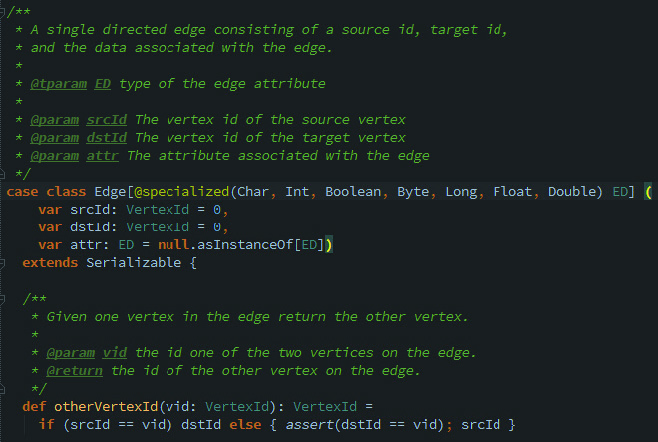 /**
 * A single directed edge consisting of a source id, target id,
 * and the data associated with the edge.
 *
 * @tparam ED type of the edge attribute
 *
 * @param srcId The vertex id of the source vertex
 * @param dstId The vertex id of the target vertex
 * @param attr The attribute associated with the edge
 */
case class Edge[@specialized(Char, Int, Boolean, Byte, Long, Float, Double) ED] (
    var srcId: VertexId = 0,
    var dstId: VertexId = 0,
    var attr: ED = null.asInstanceOf[ED])
  extends Serializable {

  /**
   * Given one vertex in the edge return the other vertex.
   *
   * @param vid the id one of the two vertices on the edge.
   * @return the id of the other vertex on the edge.
   */
  def otherVertexId(vid: VertexId): VertexId =
    if (srcId == vid) dstId else { assert(dstId == vid); srcId }